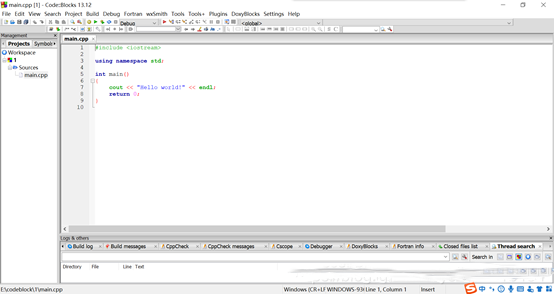 main.cpp [1] - Code::Blocks 13.12
File Edit View Search Project Build Debug Fortran wxSmith Tools Tools+ Plugins DoxyBlocks Settings Help
Debug
<global>
Management
Projects Symbols
main.cpp
Workspace
1
Sources
main.cpp
1 #include <iostream>
2
3 using namespace std;
4
5 int main()
6 {
7 cout << "Hello world!" << endl;
8 return 0;
9 }
10
Logs & others
Build log Build messages CppCheck CppCheck messages Cscope Debugger DoxyBlocks Fortran info Closed files list Thread search
Search in
Directory File Line Text
E:\codeblock\1\main.cpp Windows (CR+LF WINDOWS-936 Line 1, Column 1 Insert
中